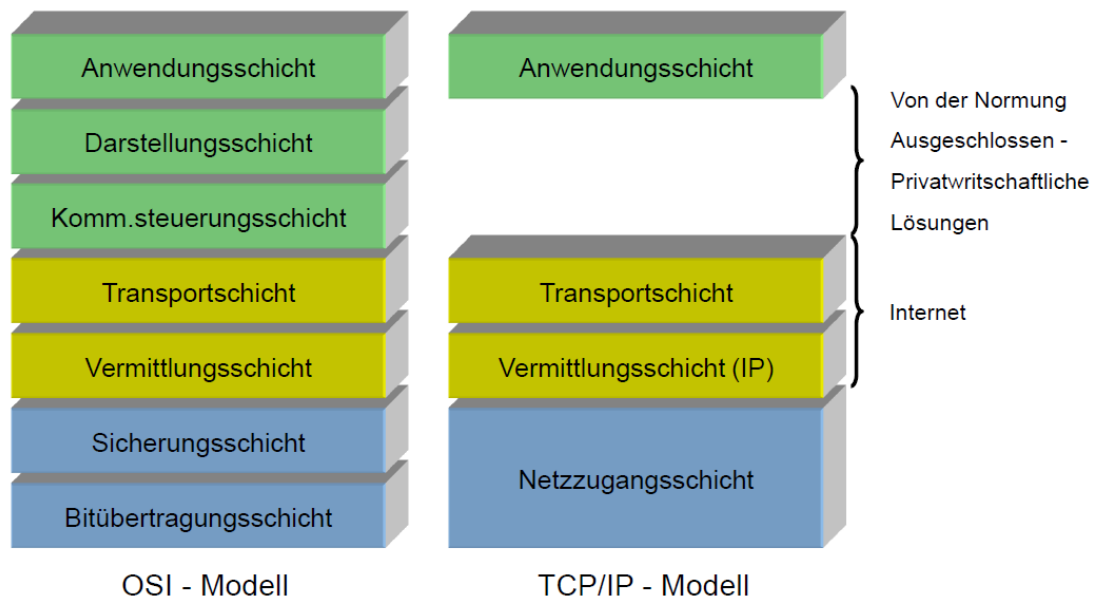 Anwendungsschicht
Darstellungsschicht
Komm.steuerungsschicht
Transportschicht
Vermittlungsschicht
Sicherungsschicht
Bitübertragungsschicht
OSI - Modell
Anwendungsschicht
Transportschicht
Vermittlungsschicht (IP)
Netzzugangsschicht
TCP/IP - Modell
Von der Normung
Ausgeschlossen -
Privatwritschaftliche
Lösungen
Internet